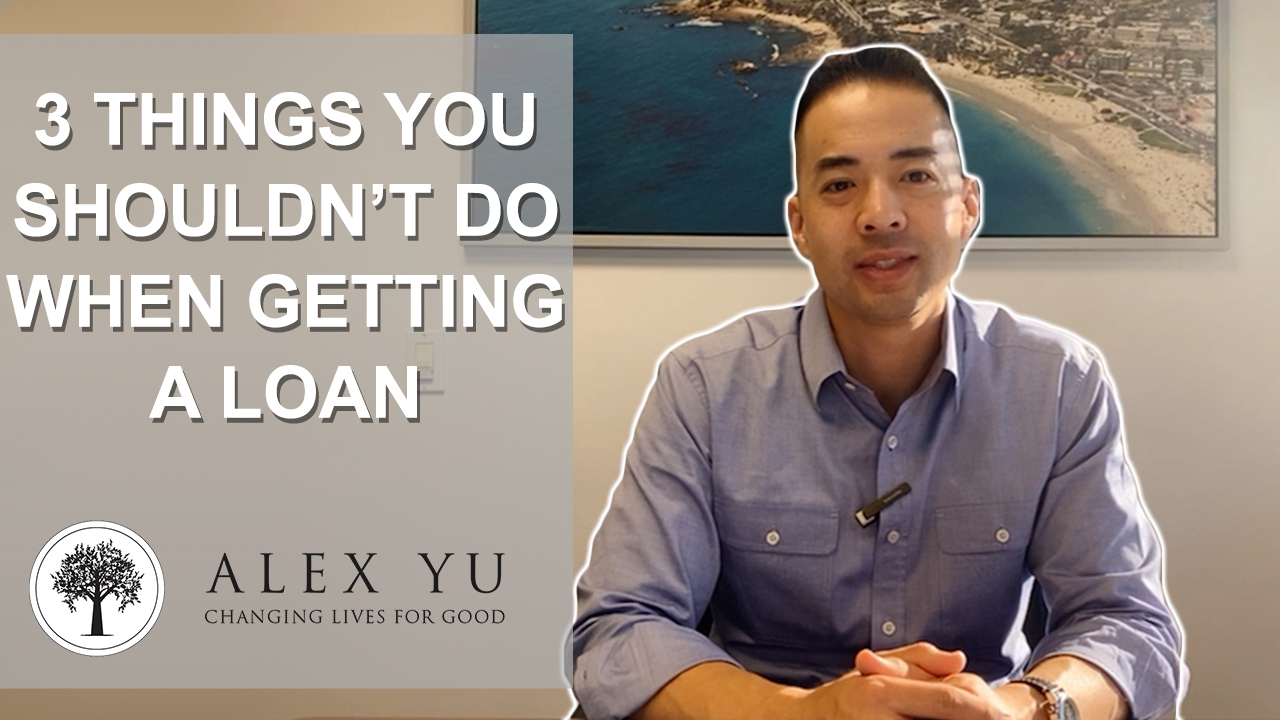 3 THINGS YOU
SHOULDN'T DO
WHEN GETTING
A LOAN
ALEX YU
CHANGING LIVES FOR GOOD